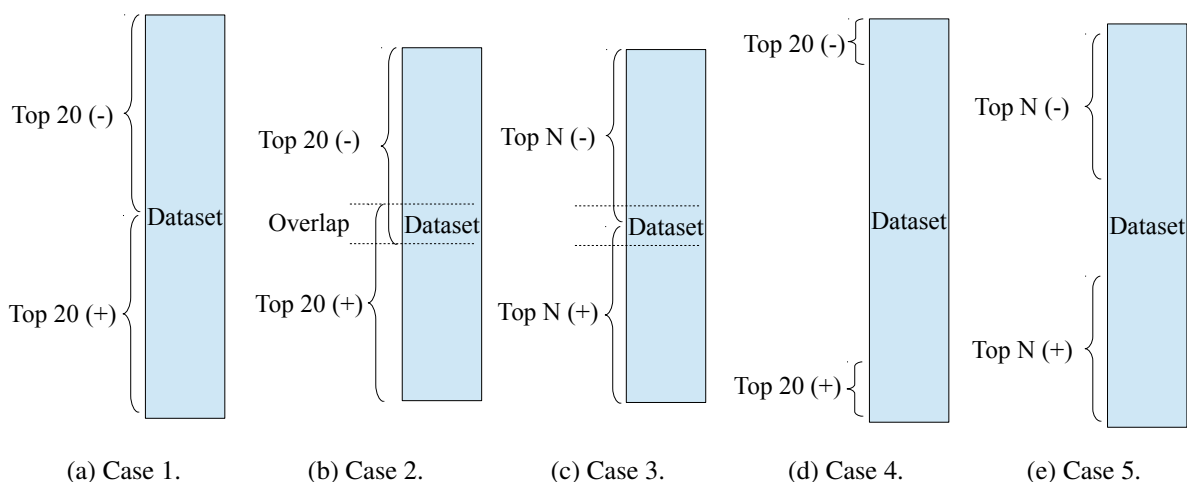 Top 20 (-)
Dataset
Top 20 (+)
(a) Case 1.
Top 20 (-)
Overlap
Dataset
Top 20 (+)
(b) Case 2.
Top N (-)
Dataset
Top N (+)
(c) Case 3.
Top 20 (-)
Dataset
Top 20 (+)
(d) Case 4.
Top N (-)
Dataset
Top N (+)
(e) Case 5.